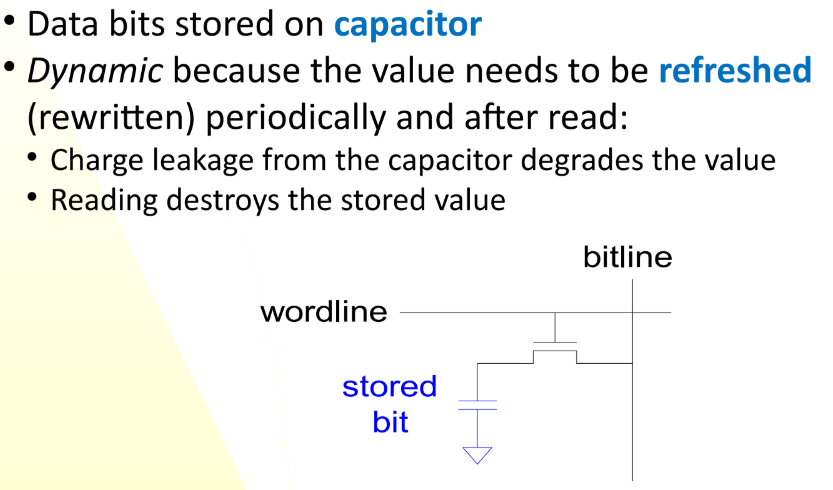 • Data bits stored on capacitor
• Dynamic because the value needs to be refreshed
(rewritten) periodically and after read:
• Charge leakage from the capacitor degrades the value
• Reading destroys the stored value
bitline
wordline
stored
bit